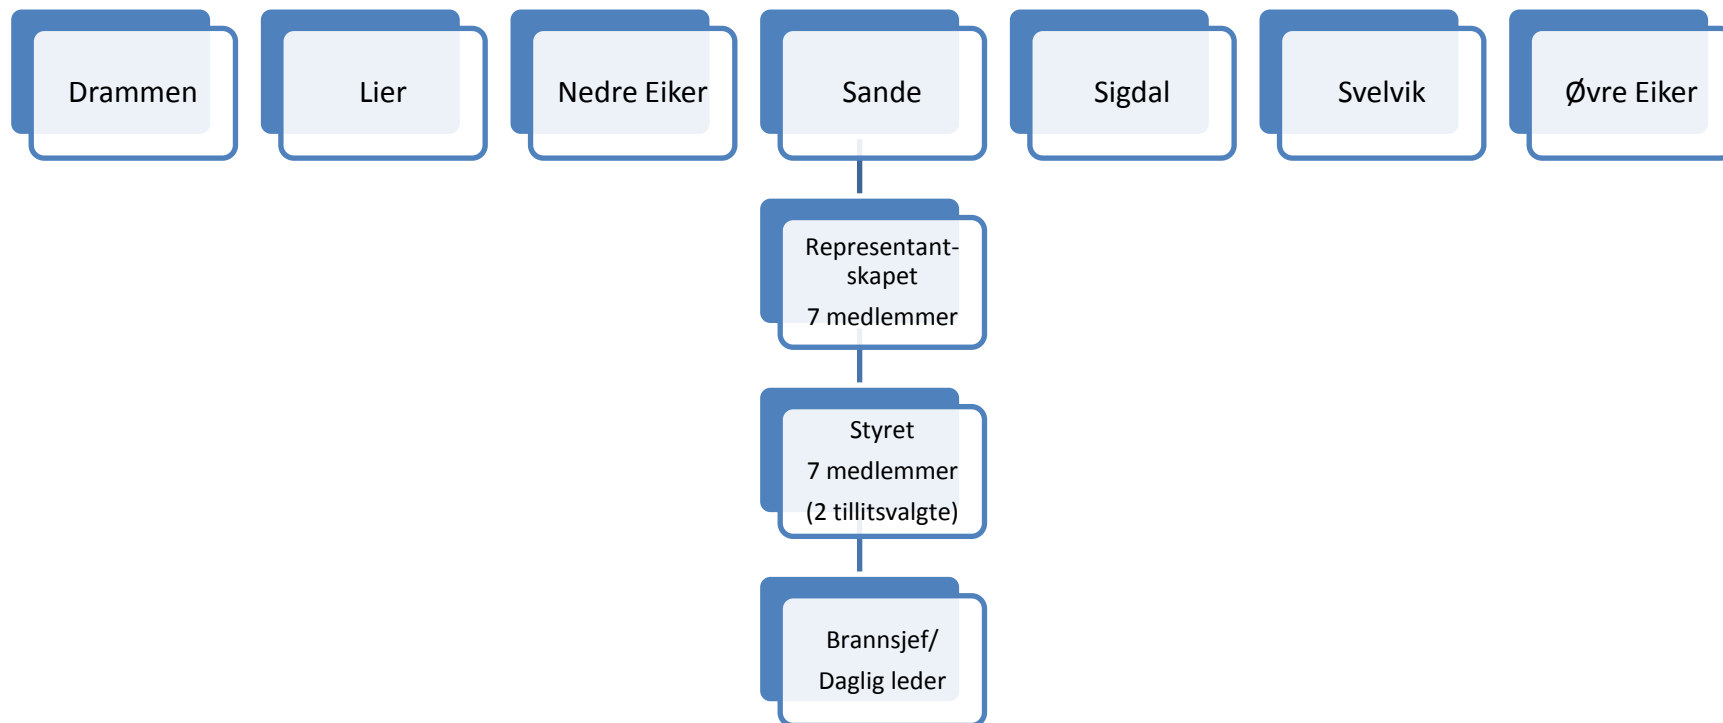 Drammen
Lier
Nedre Eiker
Sande
Sigdal
Svelvik
Øvre Eiker
Representant-
skapet
7 medlemmer
Styret
7 medlemmer
(2 tillitsvalgte)
Brannsjef/
Daglig leder